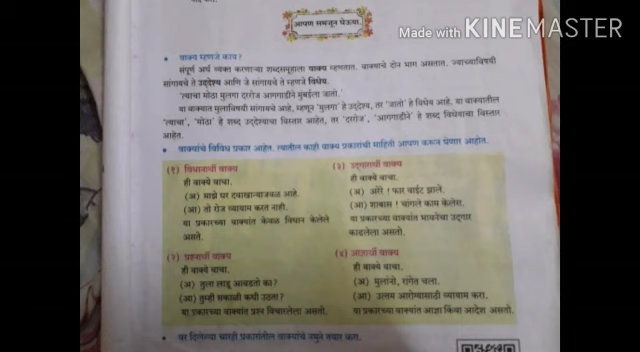 Made with KINEMASTER
आपण समजून घेऊया.
• वाक्य म्हणजे काय?
संपूर्ण अर्थ व्यक्त करणाऱ्या शब्दसमूहाला वाक्य म्हणतात. वाक्याचे दोन भाग असतात. ज्याच्याविषयी
सांगायचे ते उद्देश्य आणि जे सांगायचे ते म्हणजे विधेय.
'त्याचा मोठा मुलगा दररोज आगगाडीने मुंबईला जातो.'
या वाक्यात मुलाविषयी सांगायचे आहे, म्हणून 'मुलगा' हे उद्देश्य, तर 'जातो' हे विधेय आहे. या वाक्यातील
'त्याचा', 'मोठा' हे शब्द उद्देश्याचा विस्तार आहेत, तर 'दररोज', 'आगगाडीने' हे शब्द विधेयाचा विस्तार
आहेत.
• वाक्यांचे विविध प्रकार आहेत. त्यातील काही वाक्य प्रकारांची माहिती आपण करून घेणार आहोत.
(१) विधानार्थी वाक्य
ही वाक्ये वाचा.
(अ) माझे घर दवाखान्याजवळ आहे.
(आ) तो रोज व्यायाम करत नाही.
या प्रकारच्या वाक्यांत केवळ विधान केलेले
असते.
(२) प्रश्नार्थी वाक्य
ही वाक्ये वाचा.
(अ) तुला लाडू आवडतो का?
(आ) तुम्ही सकाळी कधी उठता?
या प्रकारच्या वाक्यांत प्रश्न विचारलेला असतो.
(३) उद्गारार्थी वाक्य
ही वाक्ये वाचा.
(अ) अरेरे ! फार वाईट झाले.
(आ) शाबास ! चांगले काम केलेस.
या प्रकारच्या वाक्यांत भावनेचा उद्गार
काढलेला असतो.
(४) आज्ञार्थी वाक्य
ही वाक्ये वाचा.
(अ) मुलांनो, रांगेत चला.
(आ) उत्तम आरोग्यासाठी व्यायाम करा.
या प्रकारच्या वाक्यांत आज्ञा किंवा आदेश असतो.
• वर दिलेल्या चारही प्रकारांतील वाक्यांचे नमुने तयार करा.